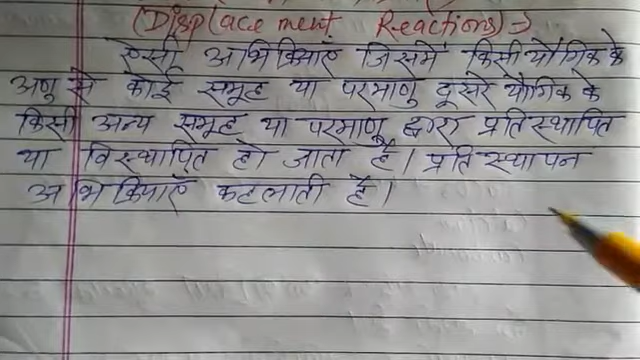 (Displacement Reactions)⇒
ऐसी अभिक्रियाएँ जिसमें किसी यौगिक के
अणु से कोई समूह या परमाणु दूसरे यौगिक के
किसी अन्य समूह या परमाणु द्वारा प्रतिस्थापित
या विस्थापित हो जाता है। प्रतिस्थापन
अभिक्रियाएँ कहलाती है।